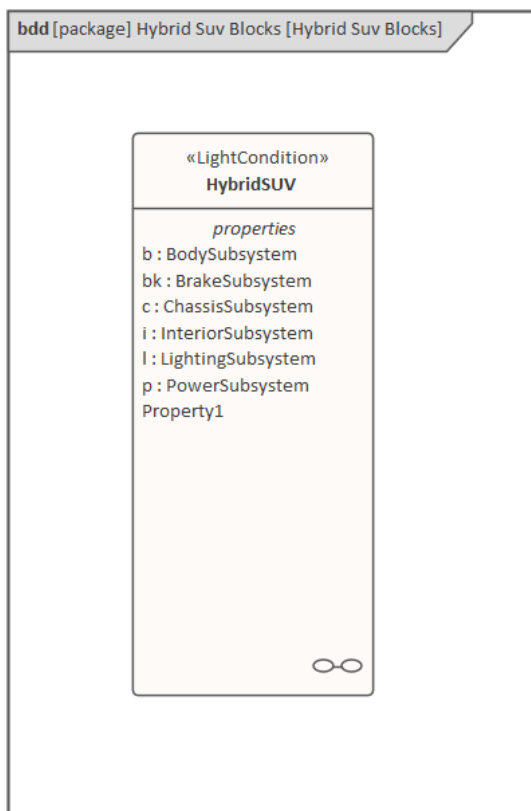 bdd [package] Hybrid Suv Blocks [Hybrid Suv Blocks]
«LightCondition»
HybridSUV
properties
b : BodySubsystem
bk : BrakeSubsystem
c : ChassisSubsystem
i : InteriorSubsystem
l : LightingSubsystem
p : PowerSubsystem
Property1